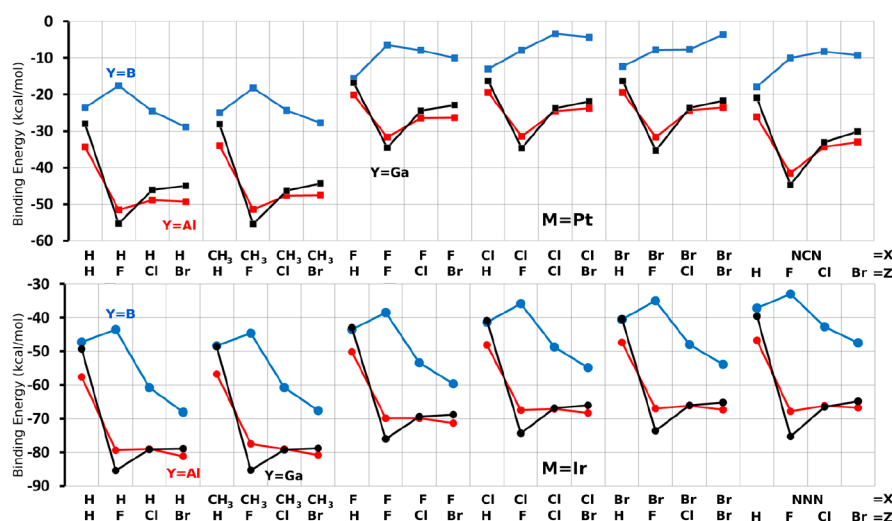 0
-10
-20
-30
-40
-50
-60
Binding Energy (kcal/mol)
Y=B
Y=Al
Y=Ga
M=Pt
H H H H CH3 CH3 CH3 CH3 F F F F Cl Cl Cl Cl Br Br Br Br NCN =X
H F Cl Br H F Cl Br H F Cl Br H F Cl Br H F Cl Br H F Cl Br =Z
-30
-40
-50
-60
-70
-80
-90
Binding Energy (kcal/mol)
Y=B
Y=Al
Y=Ga
M=Ir
H H H H CH3 CH3 CH3 CH3 F F F F Cl Cl Cl Cl Br Br Br Br NNN =X
H F Cl Br H F Cl Br H F Cl Br H F Cl Br H F Cl Br H F Cl Br =Z